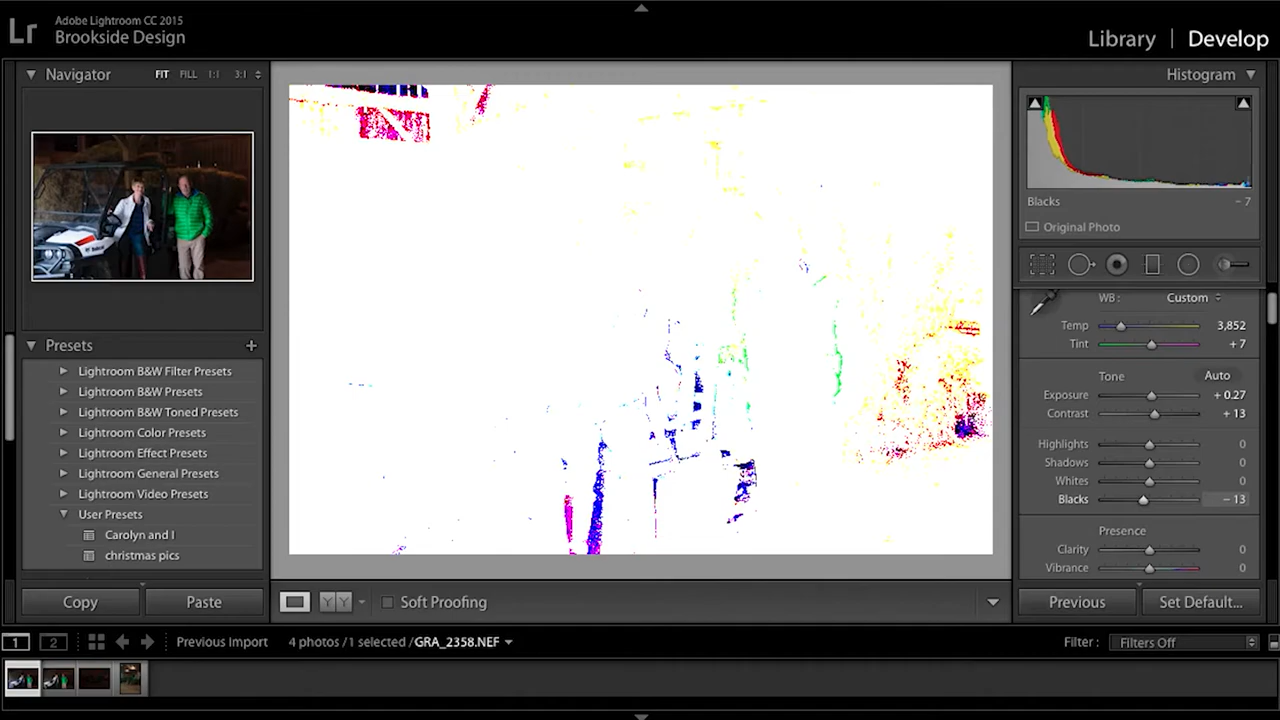 Lr
Adobe Lightroom CC 2015
Brookside Design
Library | Develop
Navigator FIT FILL 1:1 3:1
Histogram
Blacks - 7
Original Photo
WB: Custom
Temp 3,852
Tint + 7
Tone Auto
Exposure + 0.27
Contrast + 13
Highlights 0
Shadows 0
Whites 0
Blacks - 13
Presence
Clarity 0
Vibrance 0
Presets +
Lightroom B&W Filter Presets
Lightroom B&W Presets
Lightroom B&W Toned Presets
Lightroom Color Presets
Lightroom Effect Presets
Lightroom General Presets
Lightroom Video Presets
User Presets
Carolyn and I
christmas pics
Copy Paste
Y Y Soft Proofing
Previous Set Default...
1 2 Previous Import 4 photos /1 selected /GRA_2358.NEF
Filter : Filters Off